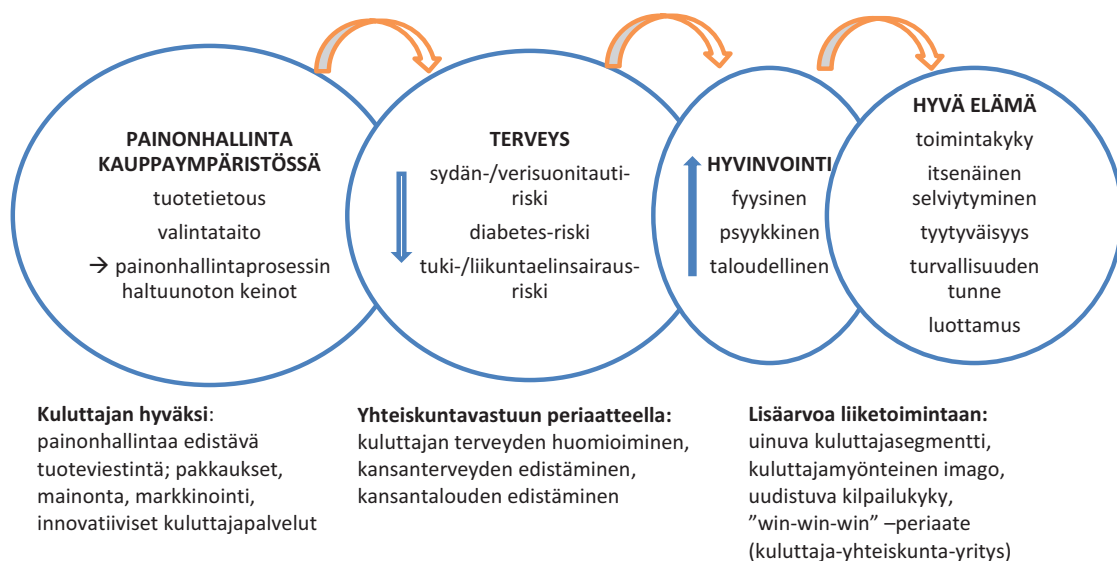 PAINONHALLINTA
KAUPPAYMPÄRISTÖSSÄ
tuotetietous
valintataito
→ painonhallintaprosessin
haltuunoton keinot
TERVEYS
sydän-/verisuonitauti-
riski
diabetes-riski
tuki-/liikuntaelinsairaus-
riski
HYVINVOINTI
fyysinen
psyykkinen
taloudellinen
HYVÄ ELÄMÄ
toimintakyky
itsenäinen
selviytyminen
tyytyväisyys
turvallisuuden
tunne
luottamus
Kuluttajan hyväksi:
painonhallintaa edistävä
tuoteviestintä; pakkaukset,
mainonta, markkinointi,
innovatiiviset kuluttajapalvelut
Yhteiskuntavastuun periaatteella:
kuluttajan terveyden huomioiminen,
kansanterveyden edistäminen,
kansantalouden edistäminen
Lisäarvoa liiketoimintaan:
uinuva kuluttajasegmentti,
kuluttajamyönteinen imago,
uudistuva kilpailukyky,
”win-win-win” –periaate
(kuluttaja-yhteiskunta-yritys)